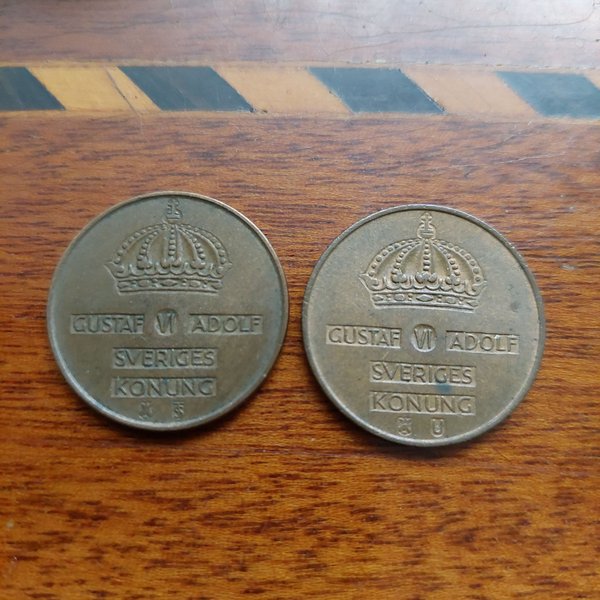 GUSTAF VI ADOLF
SVERIGES
KONUNG
GUSTAF VI ADOLF
SVERIGES
KONUNG
U